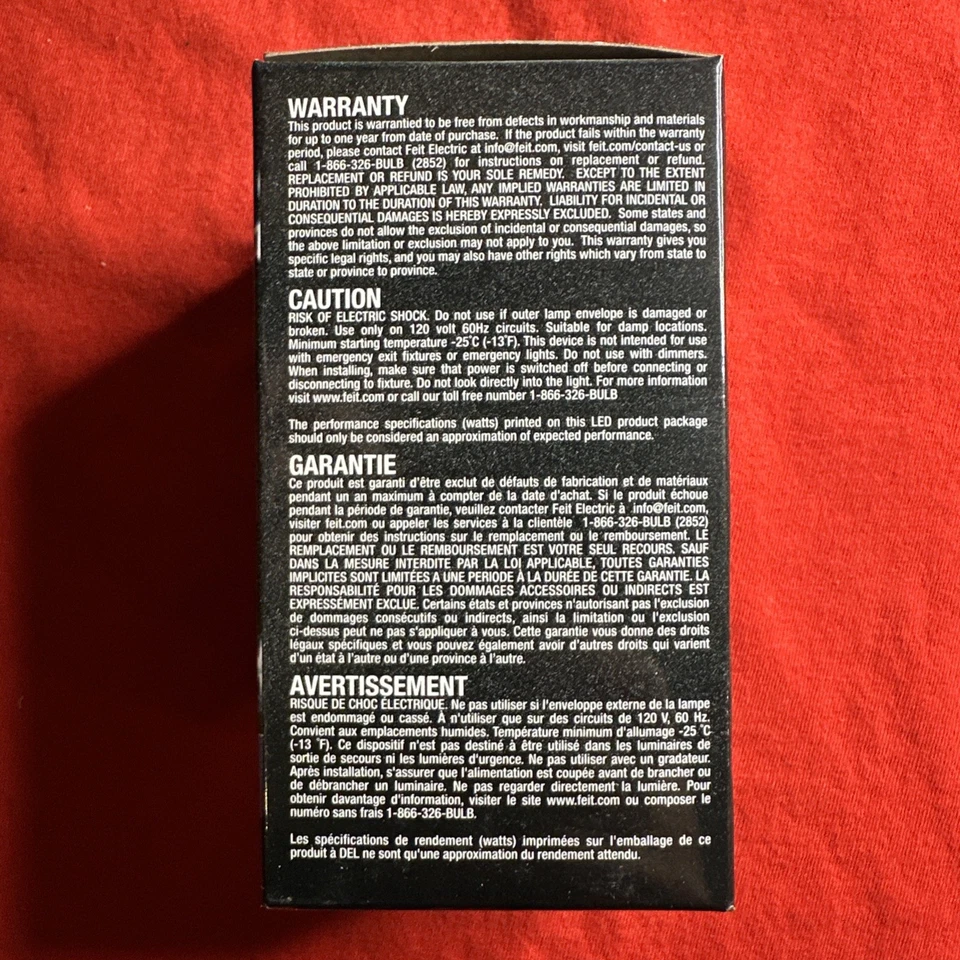 WARRANTY
This product is warrantied to be free from defects in workmanship and materials
for up to one year from date of purchase. If the product fails within the warranty
period, please contact Feit Electric at info@feit.com, visit feit.com/contact-us or
call 1-866-326-BULB (2852) for instructions on replacement or refund.
REPLACEMENT OR REFUND IS YOUR SOLE REMEDY. EXCEPT TO THE EXTENT
PROHIBITED BY APPLICABLE LAW, ANY IMPLIED WARRANTIES ARE LIMITED IN
DURATION TO THE DURATION OF THIS WARRANTY. LIABILITY FOR INCIDENTAL OR
CONSEQUENTIAL DAMAGES IS HEREBY EXPRESSLY EXCLUDED. Some states and
provinces do not allow the exclusion of incidental or consequential damages, so
the above limitation or exclusion may not apply to you. This warranty gives you
specific legal rights, and you may also have other rights which vary from state to
state or province to province.
CAUTION
RISK OF ELECTRIC SHOCK. Do not use if outer lamp envelope is damaged or
broken. Use only on 120 volt 60Hz circuits. Suitable for damp locations.
Minimum starting temperature -25˚C (-13˚F). This device is not intended for use
with emergency exit fixtures or emergency lights. Do not use with dimmers.
When installing, make sure that power is switched off before connecting or
disconnecting to fixture. Do not look directly into the light. For more information
visit www.feit.com or call our toll free number 1-866-326-BULB
The performance specifications (watts) printed on this LED product package
should only be considered an approximation of expected performance.
GARANTIE
Ce produit est garanti d'être exclut de défauts de fabrication et de matériaux
pendant un an maximum à compter de la date d'achat. Si le produit échoue
pendant la période de garantie, veuillez contacter Feit Electric à info@feit.com,
visiter feit.com ou appeler les services à la clientèle 1-866-326-BULB (2852)
pour obtenir des instructions sur le remplacement ou le remboursement. LE
REMPLACEMENT OU LE REMBOURSEMENT EST VOTRE SEUL RECOURS. SAUF
DANS LA MESURE INTERDITE PAR LA LOI APPLICABLE, TOUTES GARANTIES
IMPLICITES SONT LIMITÉES A UNE PERIODE À LA DURÉE DE CETTE GARANTIE. LA
RESPONSABILITÉ POUR LES DOMMAGES ACCESSOIRES OU INDIRECTS EST
EXPRESSÉMENT EXCLUE. Certains états et provinces n'autorisant pas l'exclusion
de dommages consécutifs ou indirects, ainsi la limitation ou l'exclusion
ci-dessus peut ne pas s'appliquer à vous. Cette garantie vous donne des droits
légaux spécifiques et vous pouvez également avoir d'autres droits qui varient
d'un état à l'autre ou d'une province à l'autre.
AVERTISSEMENT
RISQUE DE CHOC ÉLECTRIQUE. Ne pas utiliser si l'enveloppe externe de la lampe
est endommagé ou cassé. À n'utiliser que sur des circuits de 120 V, 60 Hz.
Convient aux emplacements humides. Température minimum d'allumage -25 ˚C
(-13 ˚F). Ce dispositif n'est pas destiné à être utilisé dans les luminaires de
sortie de secours ni les lumières d'urgence. Ne pas utiliser avec un gradateur.
Après installation, s'assurer que l'alimentation est coupée avant de brancher ou
de débrancher un luminaire. Ne pas regarder directement la lumière. Pour
obtenir davantage d'information, visiter le site www.feit.com ou composer le
numéro sans frais 1-866-326-BULB.
Les spécifications de rendement (watts) imprimées sur l'emballage de ce
produit à DEL ne sont qu'une approximation du rendement attendu.